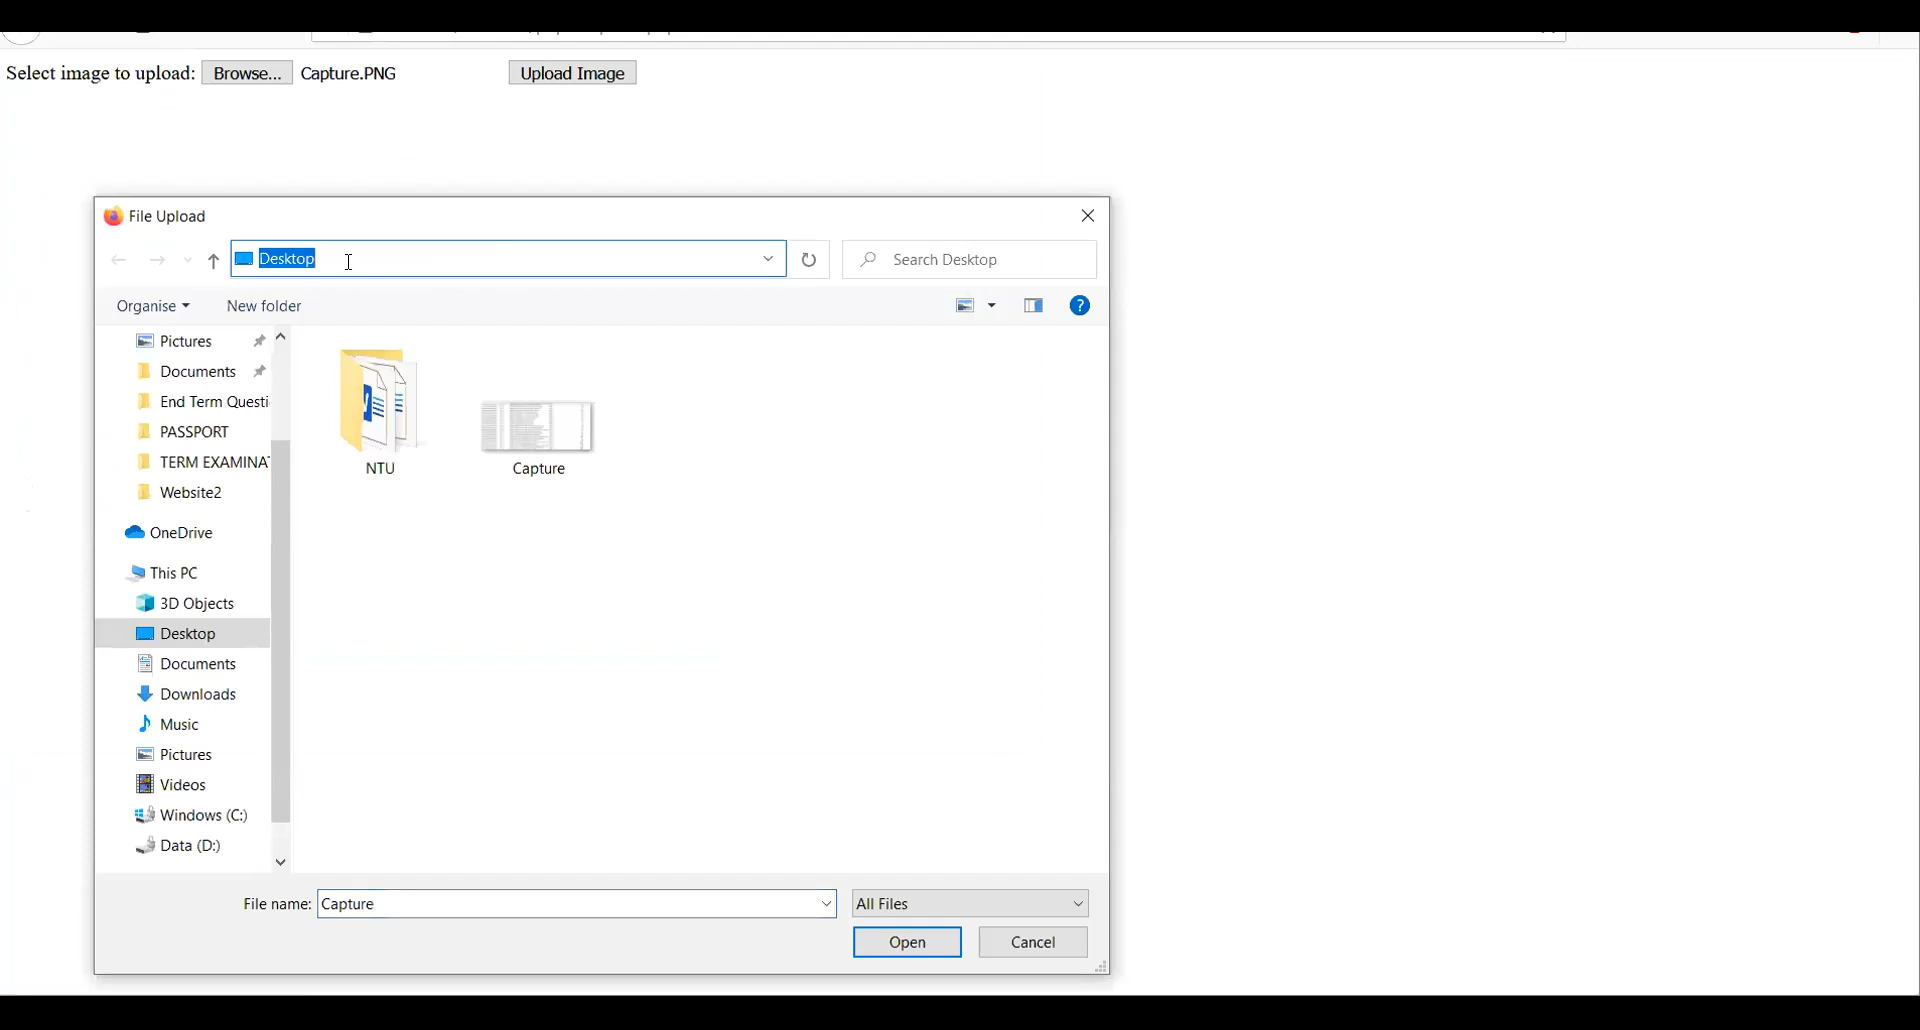 Select image to upload: Browse... Capture.PNG Upload Image
File Upload
Desktop
Search Desktop
Organise New folder
Pictures
Documents
End Term Questi
PASSPORT
TERM EXAMINAT
Website2
OneDrive
This PC
3D Objects
Desktop
Documents
Downloads
Music
Pictures
Videos
Windows (C:)
Data (D:)
NTU
Capture
File name: Capture
All Files
Open Cancel